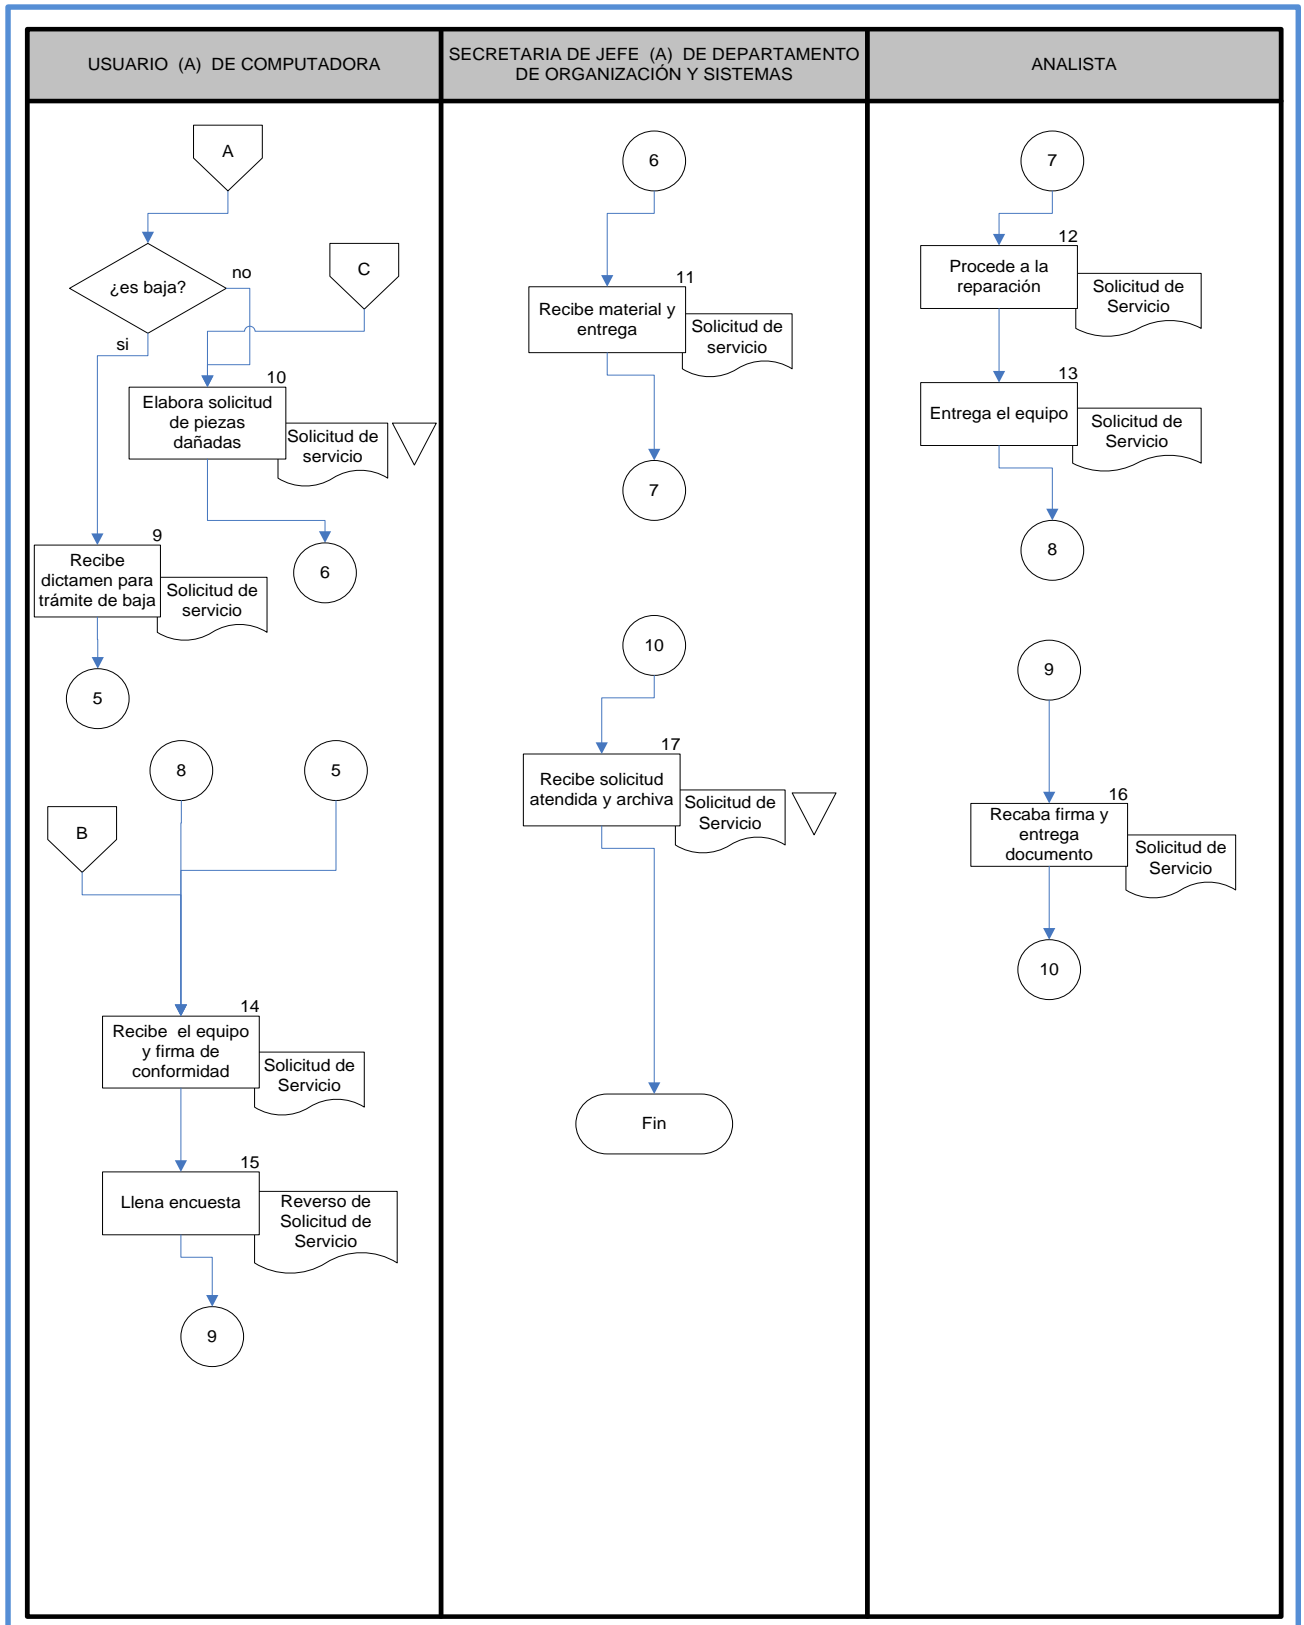 USUARIO (A) DE COMPUTADORA
SECRETARIA DE JEFE (A) DE DEPARTAMENTO
DE ORGANIZACIÓN Y SISTEMAS
ANALISTA
A
¿es baja?
no
si
C
10
Elabora solicitud
de piezas
dañadas
Solicitud de
servicio
9
Recibe
dictamen para
trámite de baja
Solicitud de
servicio
6
5
8
5
B
14
Recibe el equipo
y firma de
conformidad
Solicitud de
Servicio
15
Llena encuesta
Reverso de
Solicitud de
Servicio
9
6
11
Recibe material y
entrega
Solicitud de
servicio
7
10
17
Recibe solicitud
atendida y archiva
Solicitud de
Servicio
Fin
7
12
Procede a la
reparación
Solicitud de
Servicio
13
Entrega el equipo
Solicitud de
Servicio
8
9
16
Recaba firma y
entrega
documento
Solicitud de
Servicio
10